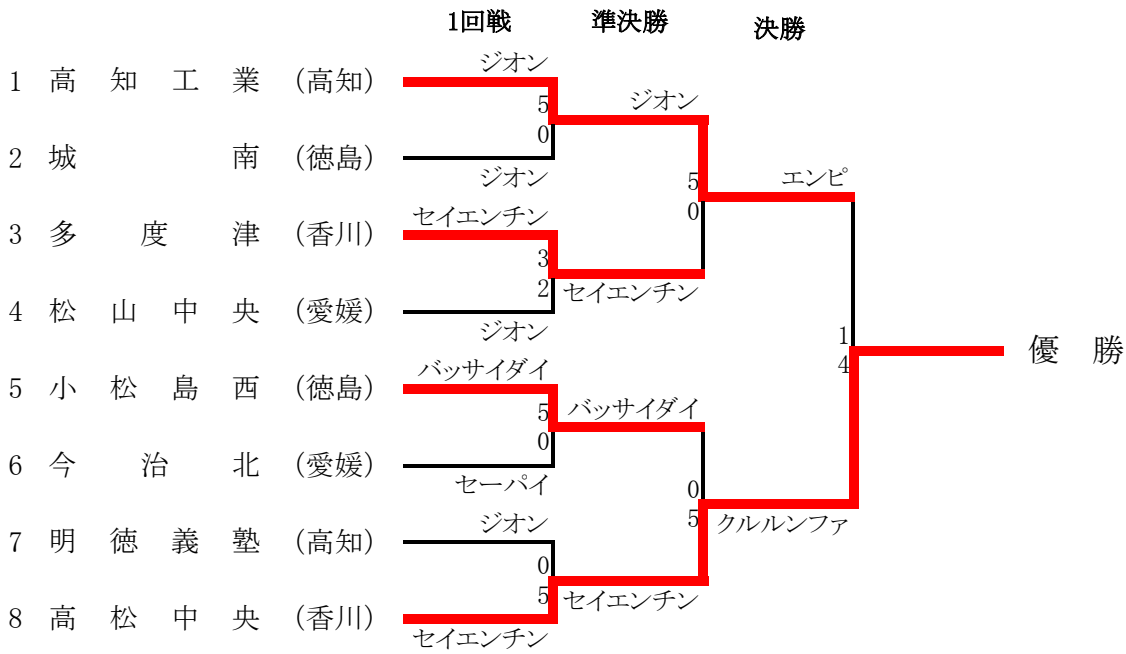 1回戦 準決勝 決勝
ジオン
1 高知工業 (高知)
5 ジオン
0
2 城南 (徳島)
ジオン
5 エンピ
0
セイエンチン
3 多度津 (香川)
3
2 セイエンチン
4 松山中央 (愛媛)
ジオン
1
4 優勝
バッサイダイ
5 小松島西 (徳島)
5 バッサイダイ
0
6 今治北 (愛媛)
セーパイ
0
5 クルルンファ
ジオン
7 明徳義塾 (高知)
0
5 セイエンチン
8 高松中央 (香川)
セイエンチン